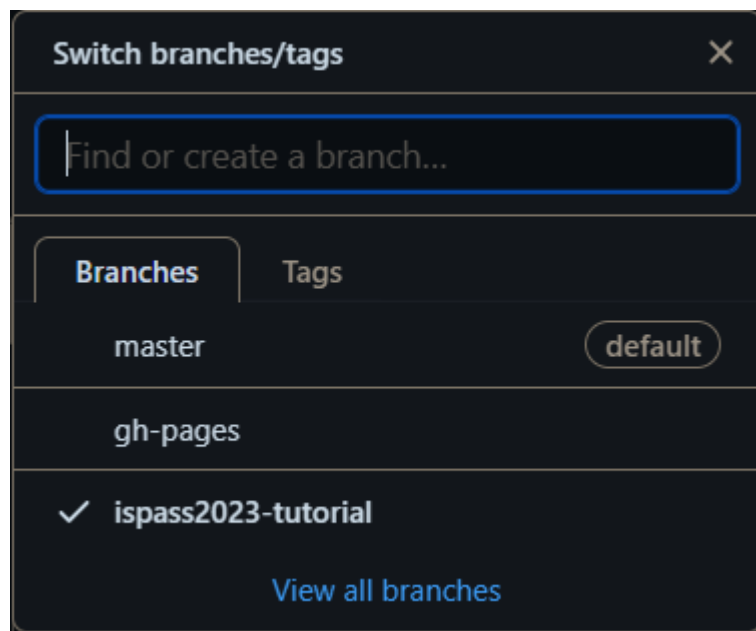 Switch branches/tags
Find or create a branch...
Branches Tags
master default
gh-pages
ispass2023-tutorial
View all branches